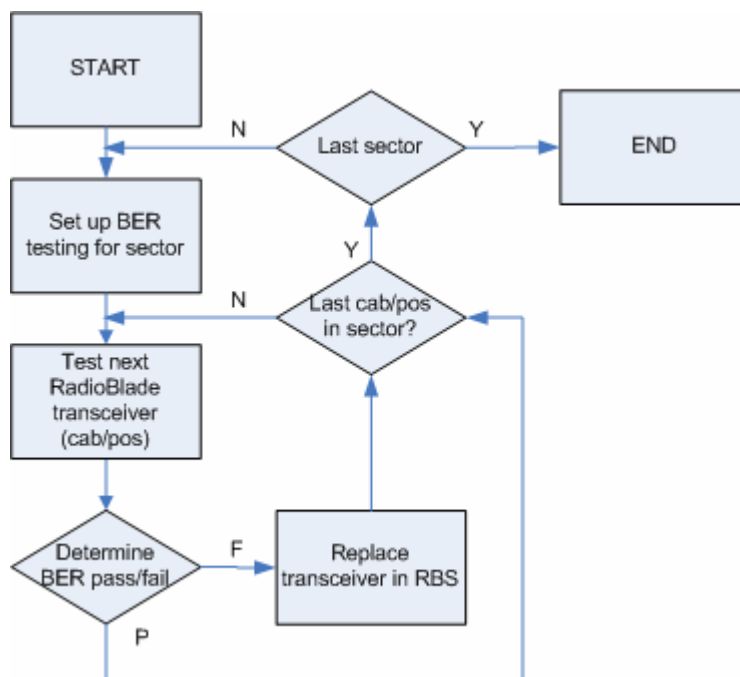 START
N
Last sector
Y
END
Set up BER
testing for sector
Y
N
Last cab/pos
in sector?
Test next
RadioBlade
transceiver
(cab/pos)
Determine
BER pass/fail
F
Replace
transceiver in RBS
P